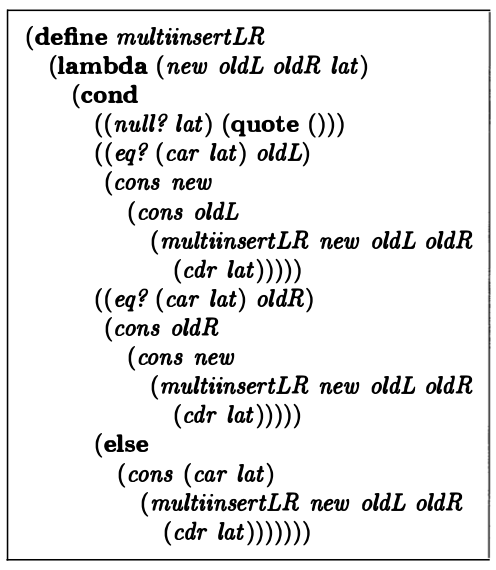 (define multiinsertLR
(lambda (new oldL oldR lat)
(cond
((null? lat) (quote ()))
((eq? (car lat) oldL)
(cons new
(cons oldL
(multiinsertLR new oldL oldR
(cdr lat)))))
((eq? (car lat) oldR)
(cons oldR
(cons new
(multiinsertLR new oldL oldR
(cdr lat)))))
(else
(cons (car lat)
(multiinsertLR new oldL oldR
(cdr lat)))))))